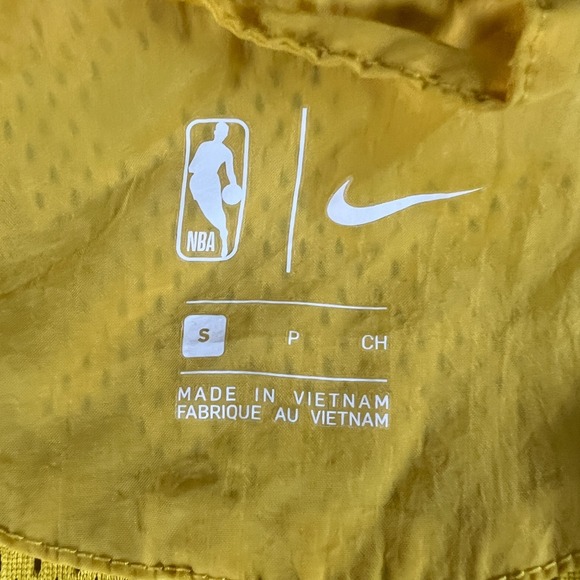 NBA
S P CH
MADE IN VIETNAM
FABRIQUE AU VIETNAM